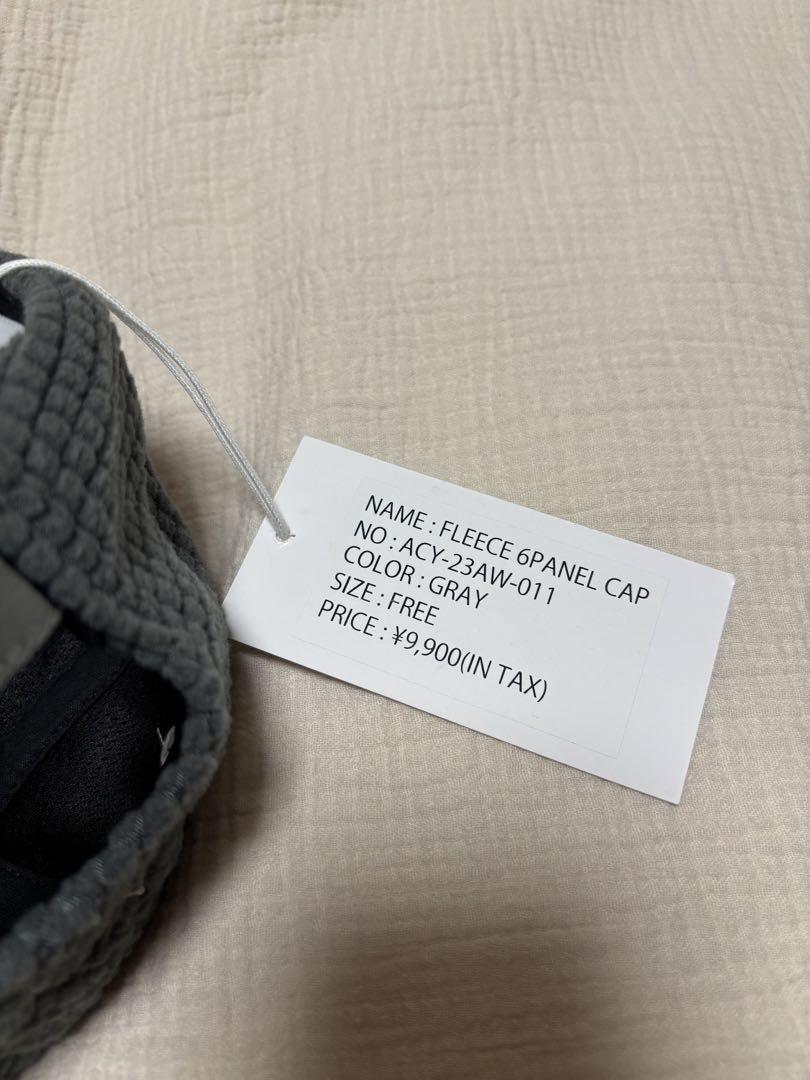 NAME : FLEECE 6PANEL CAP
NO : ACY-23AW-011
COLOR : GRAY
SIZE : FREE
PRICE : ¥9,900(IN TAX)